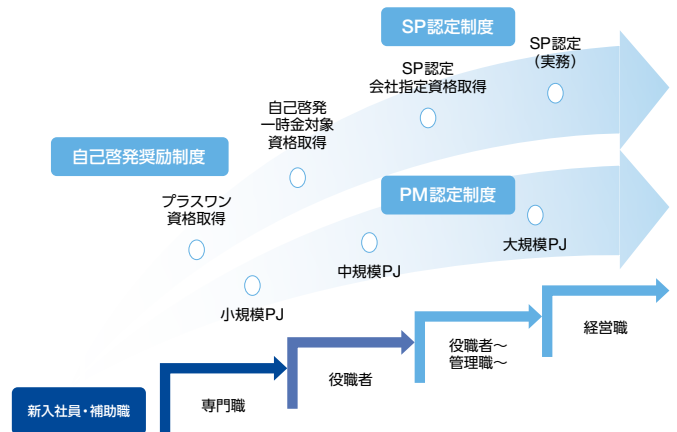 SP認定制度
SP認定
（実務）
SP認定
会社指定資格取得
自己啓発
一時金対象
資格取得
自己啓発奨励制度
プラスワン
資格取得
PM認定制度
大規模PJ
中規模PJ
小規模PJ
経営職
役職者～
管理職～
役職者
専門職
新入社員・補助職